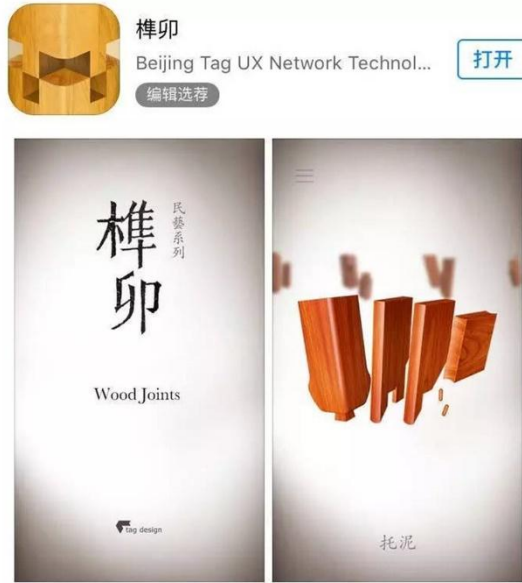 榫卯
Beijing Tag UX Network Technol...
打开
编辑选荐
榫卯
民藝系列
Wood Joints
tag design
托泥